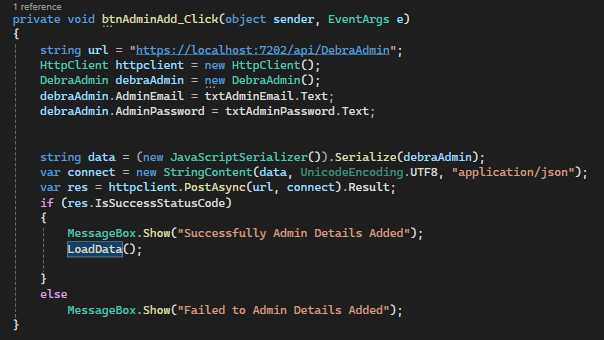 1 reference
private void btnAdminAdd_Click(object sender, EventArgs e)
{
string url = "https://localhost:7202/api/DebraAdmin";
HttpClient httpclient = new HttpClient();
DebraAdmin debraAdmin = new DebraAdmin();
debraAdmin.AdminEmail = txtAdminEmail.Text;
debraAdmin.AdminPassword = txtAdminPassword.Text;
string data = (new JavaScriptSerializer()).Serialize(debraAdmin);
var connect = new StringContent(data, UnicodeEncoding.UTF8, "application/json");
var res = httpclient.PostAsync(url, connect).Result;
if (res.IsSuccessStatusCode)
{
MessageBox.Show("Successfully Admin Details Added");
LoadData();
}
else
MessageBox.Show("Failed to Admin Details Added");
}